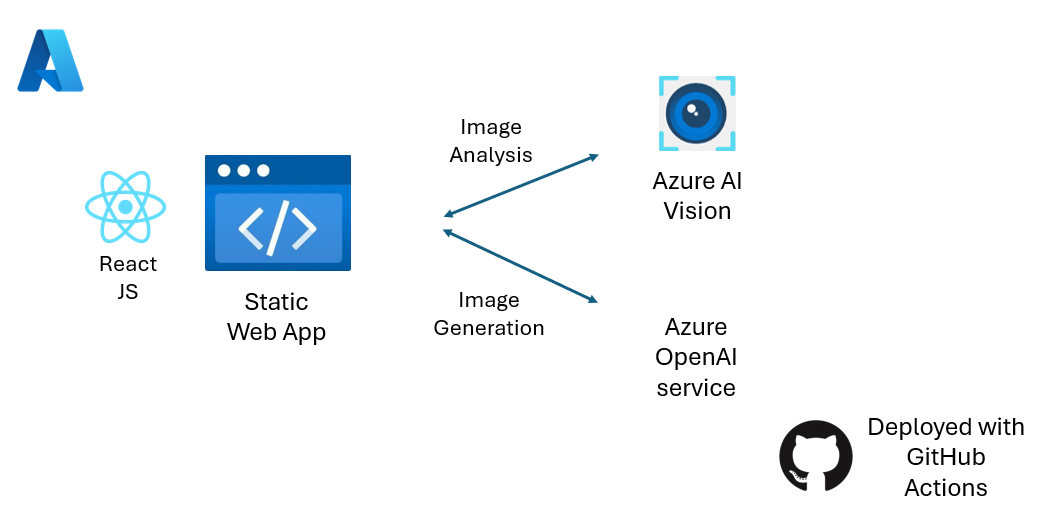 React
JS
Static
Web App
Image
Analysis
Image
Generation
Azure AI
Vision
Azure
OpenAI
service
Deployed with
GitHub
Actions